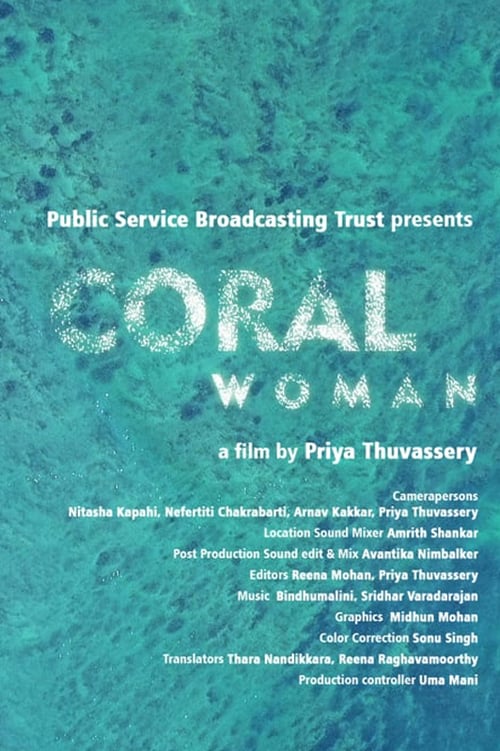 Public Service Broadcasting Trust presents
CORAL
WOMAN
a film by Priya Thuvassery
Camerapersons
Nitasha Kapahi, Nefertiti Chakrabarti, Arnav Kakkar, Priya Thuvassery
Location Sound Mixer Amrith Shankar
Post Production Sound edit & Mix Avantika Nimbalker
Editors Reena Mohan, Priya Thuvassery
Music Bindhumalini, Sridhar Varadarajan
Graphics Midhun Mohan
Color Correction Sonu Singh
Translators Thara Nandikkara, Reena Raghavamoorthy
Production controller Uma Mani